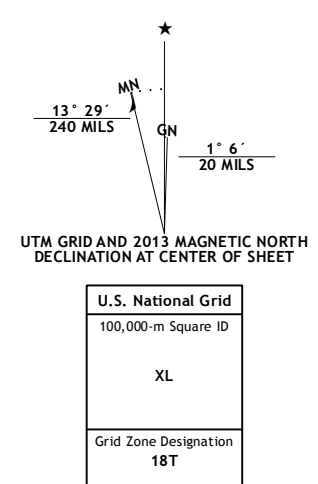 ★
MN
13° 29´
240 MILS
GN
1° 6´
20 MILS
UTM GRID AND 2013 MAGNETIC NORTH
DECLINATION AT CENTER OF SHEET
U.S. National Grid
100,000-m Square ID
XL
Grid Zone Designation
18T